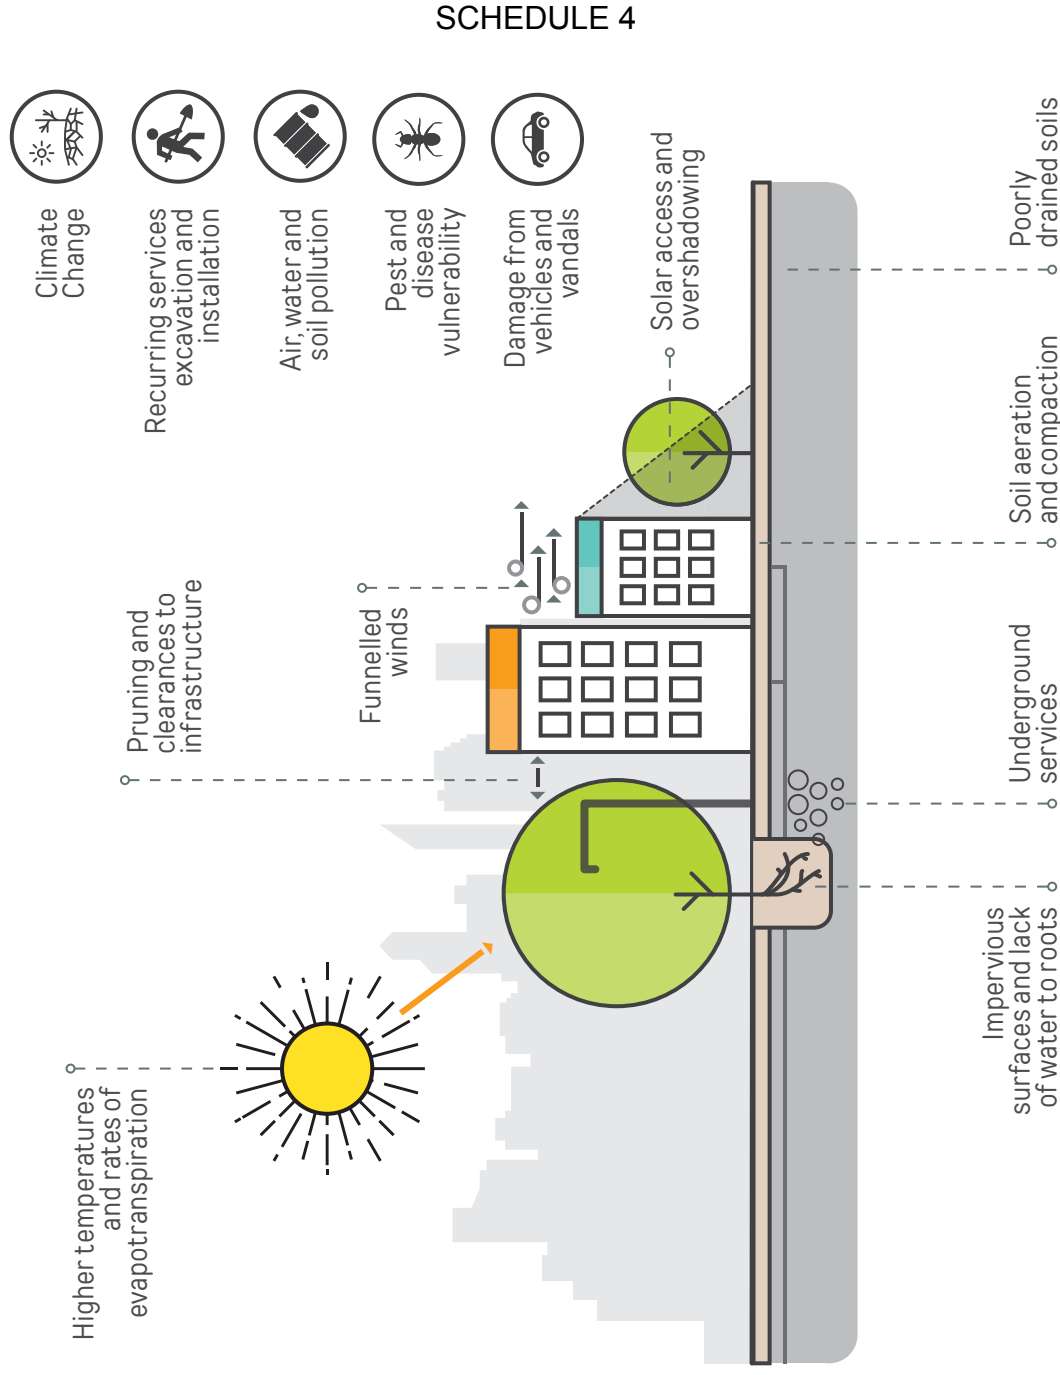 SCHEDULE 4
Higher temperatures
and rates of
evapotranspiration
Pruning and
clearances to
infrastructure
Funnelled
winds
Climate
Change
Recurring services
excavation and
installation
Air, water and
soil pollution
Pest and
disease
vulnerability
Damage from
vehicles and
vandals
Solar access and
overshadowing
Impervious
surfaces and lack
of water to roots
Underground
services
Soil aeration
and compaction
Poorly
drained soils